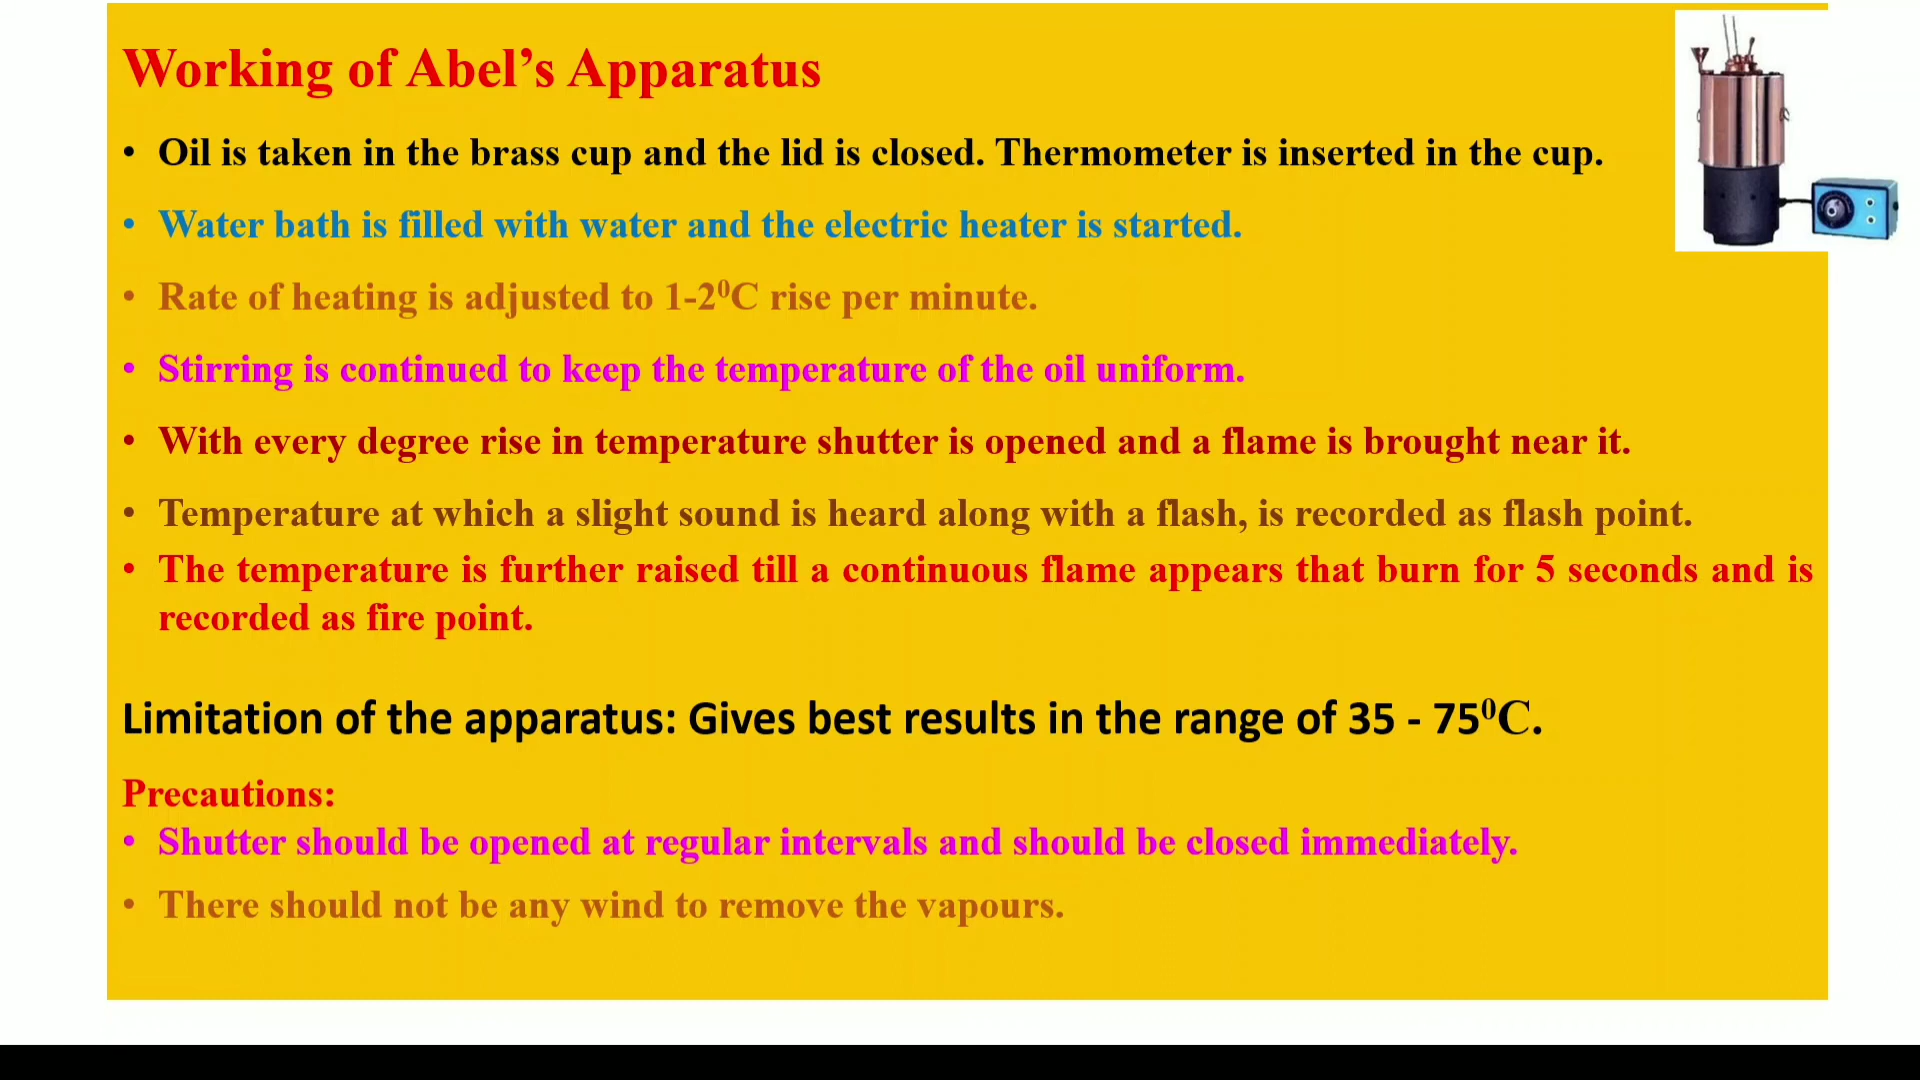 Working of Abel’s Apparatus
• Oil is taken in the brass cup and the lid is closed. Thermometer is inserted in the cup.
• Water bath is filled with water and the electric heater is started.
• Rate of heating is adjusted to 1-2⁰C rise per minute.
• Stirring is continued to keep the temperature of the oil uniform.
• With every degree rise in temperature shutter is opened and a flame is brought near it.
• Temperature at which a slight sound is heard along with a flash, is recorded as flash point.
• The temperature is further raised till a continuous flame appears that burn for 5 seconds and is
recorded as fire point.
Limitation of the apparatus: Gives best results in the range of 35 - 75⁰C.
Precautions:
• Shutter should be opened at regular intervals and should be closed immediately.
• There should not be any wind to remove the vapours.